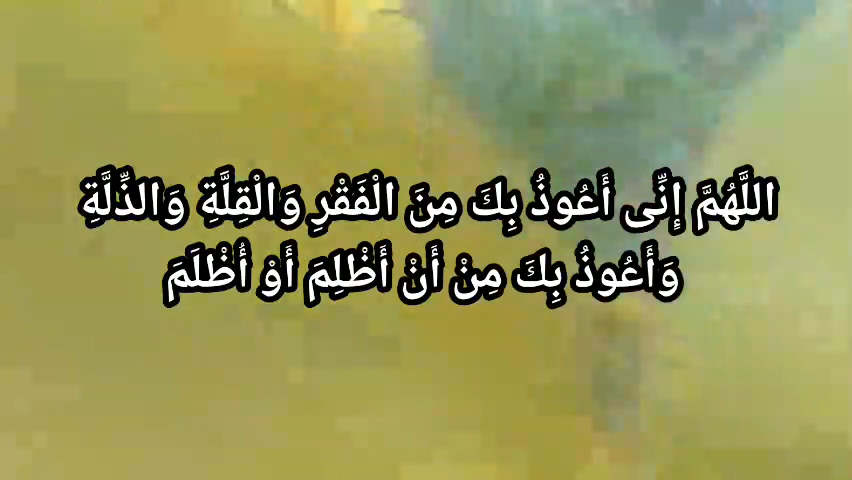 اللَّهُمَّ إِنِّى أَعُوذُ بِكَ مِنَ الْفَقْرِ وَالْقِلَّةِ وَالذِّلَّةِ
وَأَعُوذُ بِكَ مِنْ أَنْ أَظْلِمَ أَوْ أُظْلَمَ